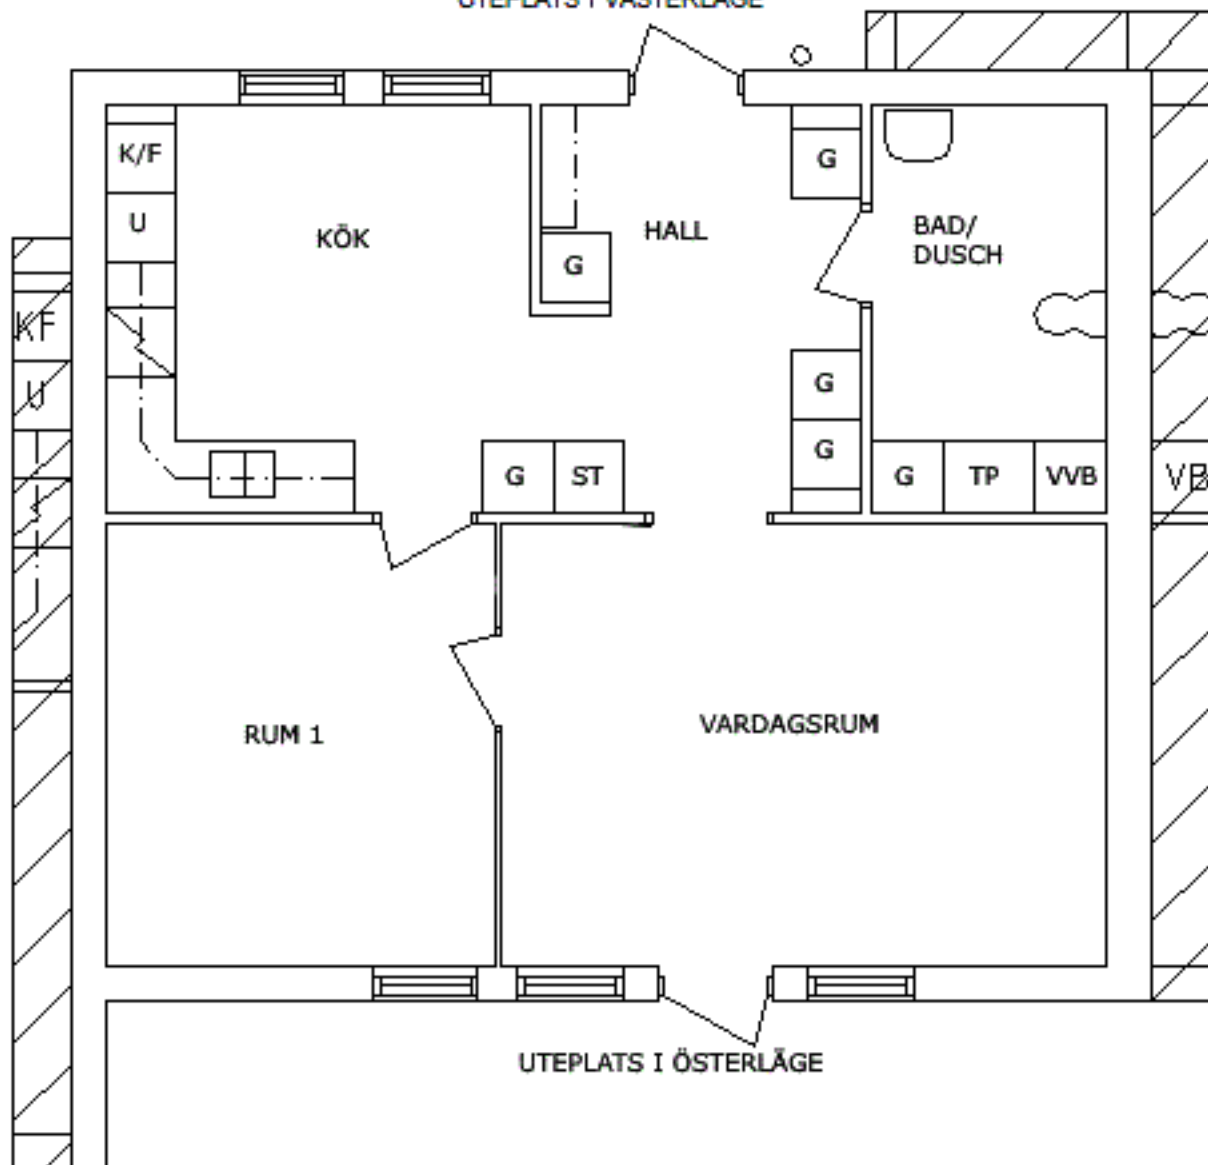 UTEPLATS I VÄSTERLÄGE
K/F
G
U
KÖK
HALL
BAD/
DUSCH
G
KF
G
U
G
G
ST
G
TP
VVB
VB
RUM 1
VARDAGSRUM
UTEPLATS I ÖSTERLÄGE